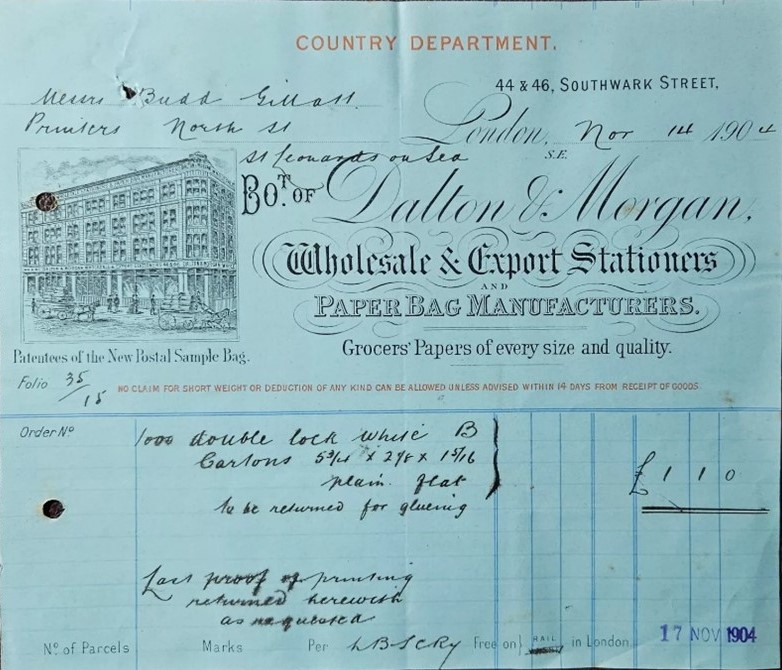 COUNTRY DEPARTMENT.
44 & 46, SOUTHWARK STREET,
Messrs Budd Gillatt
Printers North St
London, Nov 14 1904
S.E.
St Leonards on Sea
BOT. OF Dalton & Morgan,
Wholesale & Export Stationers
AND
PAPER BAG MANUFACTURERS.
Patentees of the New Postal Sample Bag.
Grocers' Papers of every size and quality.
Folio 35/15
NO CLAIM FOR SHORT WEIGHT OR DEDUCTION OF ANY KIND CAN BE ALLOWED UNLESS ADVISED WITHIN 14 DAYS FROM RECEIPT OF GOODS.
Order No
1000 double lock white B
Cartons 5 3/4 x 2 7/8 x 1 5/16
plain flat
£ 1 1 0
to be returned for glueing
Last proof of printing
returned herewith
as requested
17 NOV 1904
No. of Parcels Marks Per LBSCRy Free on RAIL in London